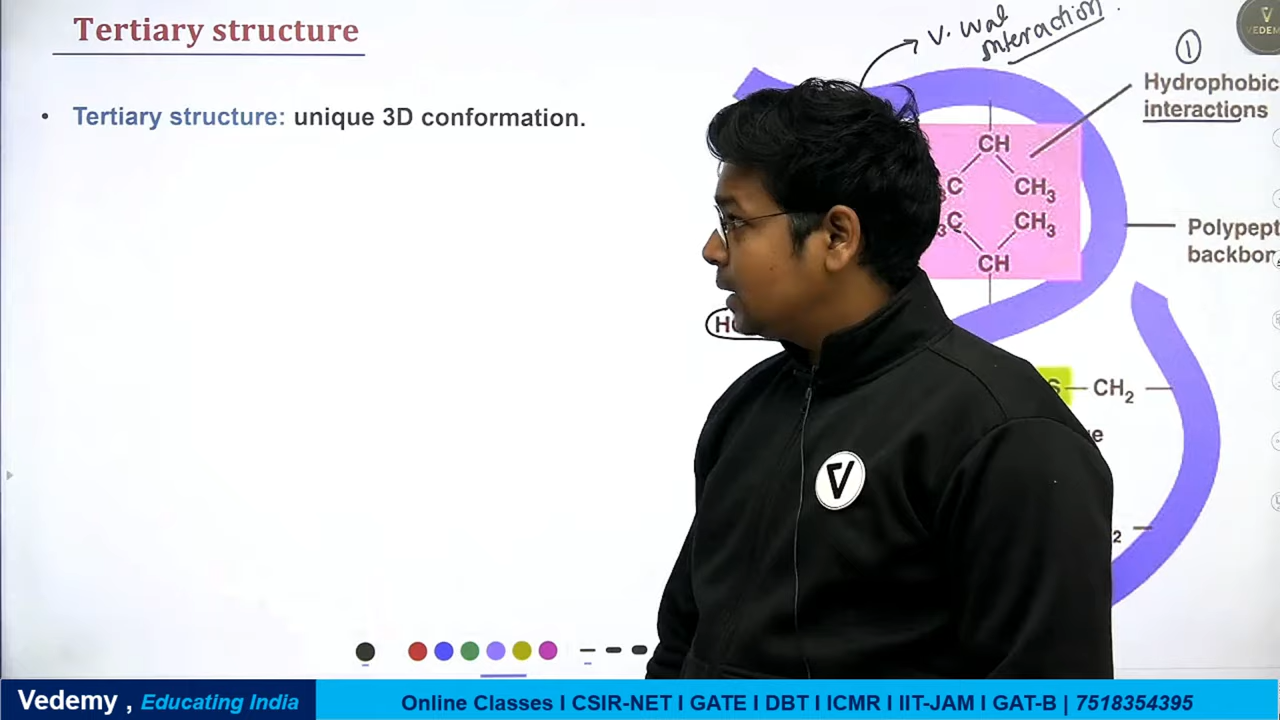 Tertiary structure
• Tertiary structure: unique 3D conformation.
V. Wal
interaction.
①
Hydrophobic
interactions
VEDEM
CH
CH₃
CH₃
CH
Polypept
S — CH₂
Vedemy , Educating India
Online Classes I CSIR-NET I GATE I DBT I ICMR I IIT-JAM I GAT-B | 7518354395